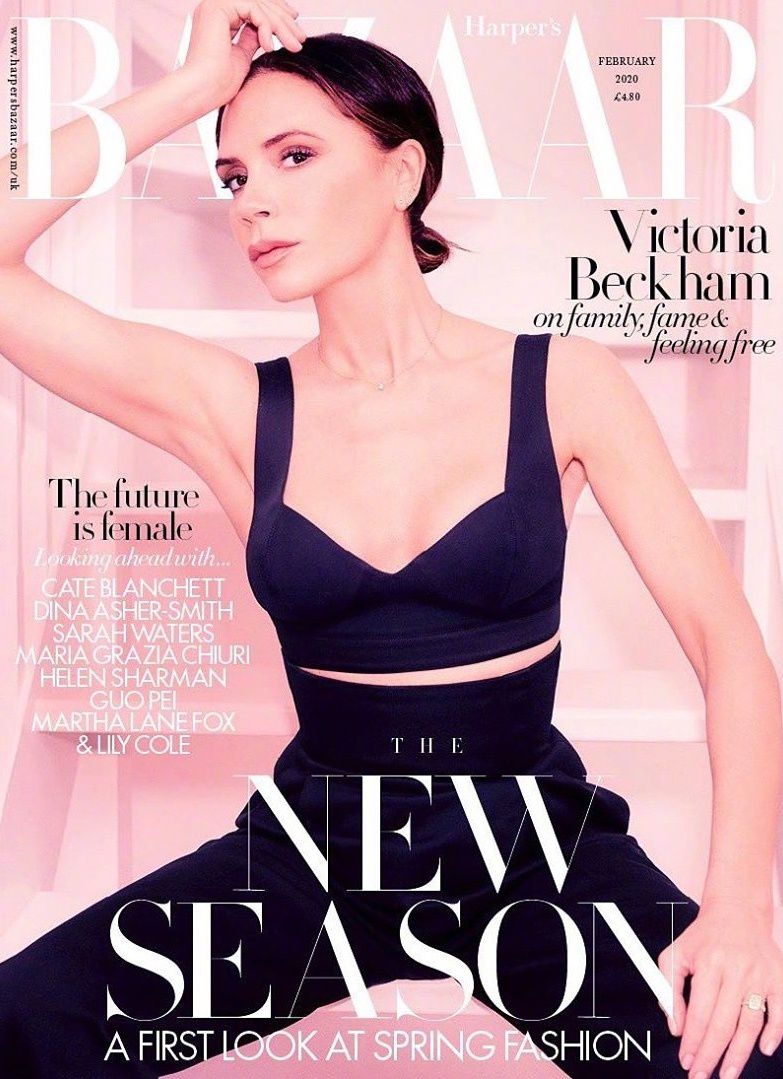 www.harpersbazaar.com/uk
Harper's
BAZAAR
FEBRUARY
2020
£4.80
Victoria
Beckham
on family, fame &
feeling free
The future
is female
Looking ahead with...
CATE BLANCHETT
DINA ASHER-SMITH
SARAH WATERS
MARIA GRAZIA CHIURI
HELEN SHARMAN
GUO PEI
MARTHA LANE FOX
& LILY COLE
THE
NEW
SEASON
A FIRST LOOK AT SPRING FASHION